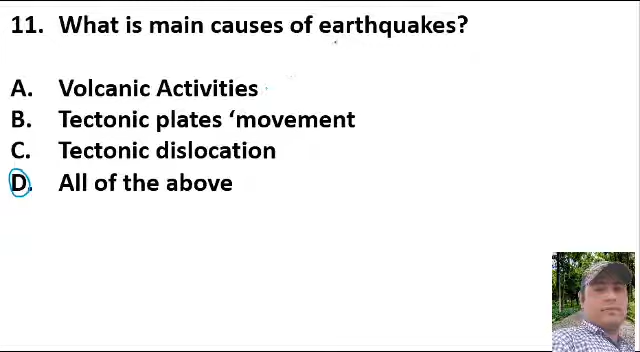 11. What is main causes of earthquakes?
A. Volcanic Activities
B. Tectonic plates ‘movement
C. Tectonic dislocation
D. All of the above